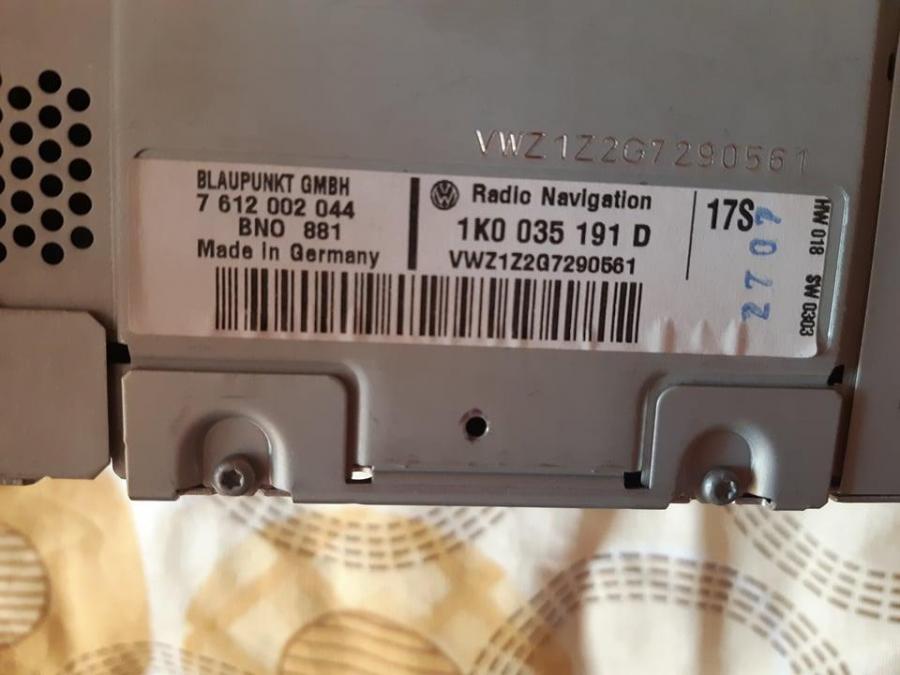 VWZ1Z2G7290561
BLAUPUNKT GMBH
7 612 002 044
BNO 881
Made in Germany
Radio Navigation
1K0 035 191 D
VWZ1Z2G7290561
17S
2707
HW 018 SW 0303